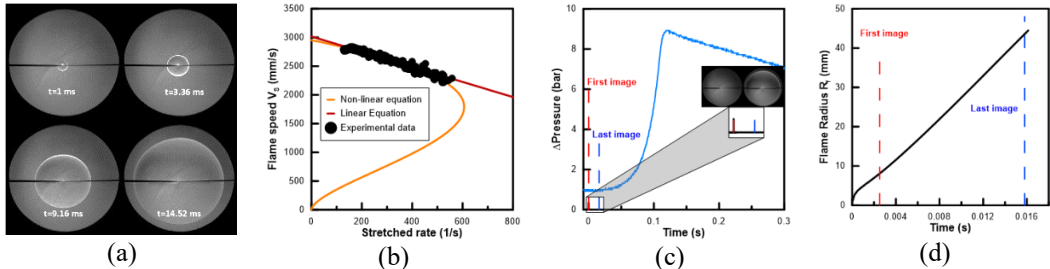 t=1 ms
t=3.36 ms
t=9.16 ms
t=14.52 ms
(a)
Flame speed Vs (mm/s)
3500
3000
2500
2000
1500
1000
500
0
Non-linear equation
Linear Equation
Experimental data
0 200 400 600 800
Stretched rate (1/s)
(b)
ΔPressure (bar)
10
8
6
4
2
0
First image
Last image
0 0.1 0.2 0.3
Time (s)
(c)
Flame Radius Rf (mm)
50
40
30
20
10
0
First image
Last image
0.004 0.008 0.012 0.016
Time (s)
(d)